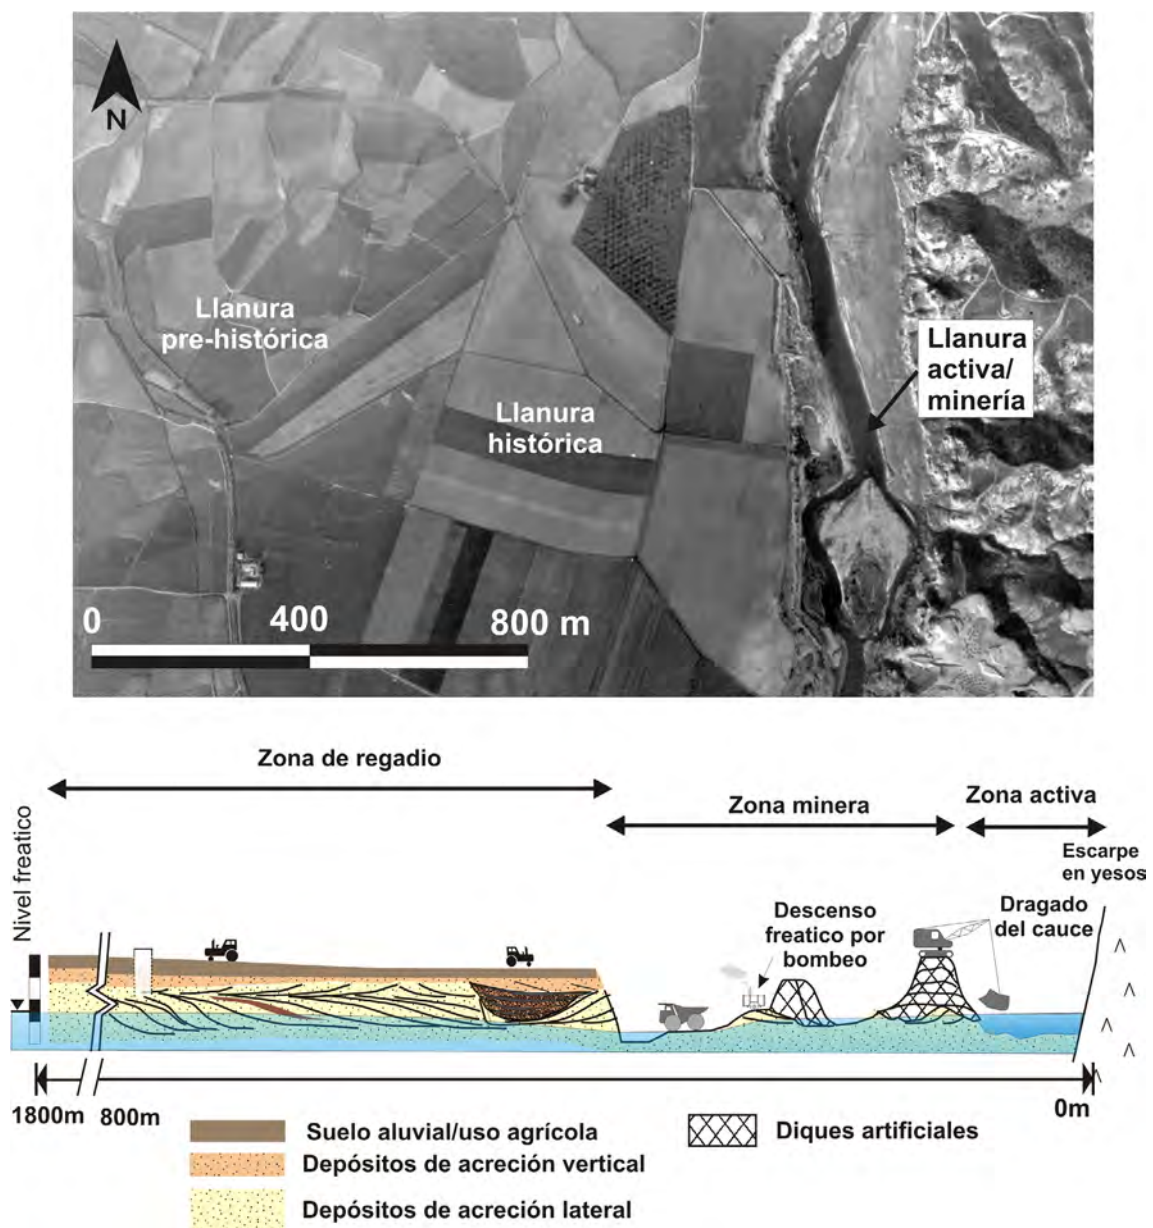 N
Llanura
pre-histórica
Llanura
histórica
Llanura
activa/
minería
0 400 800 m
Zona de regadio
Zona minera
Zona activa
Nivel freatico
Escarpe
en yesos
Descenso
freatico por
bombeo
Dragado
del cauce
1800m 800m 0m
Suelo aluvial/uso agrícola
Diques artificiales
Depósitos de acreción vertical
Depósitos de acreción lateral